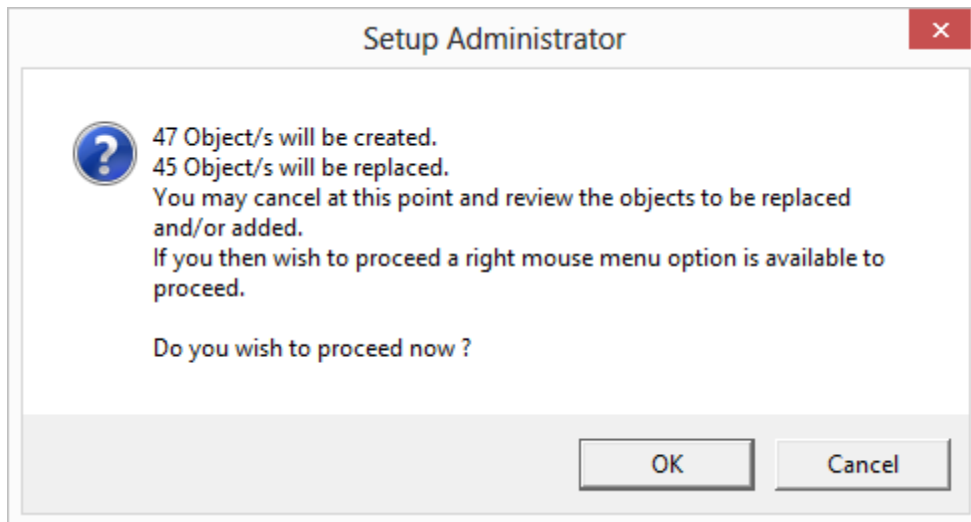 Setup Administrator
47 Object/s will be created.
45 Object/s will be replaced.
You may cancel at this point and review the objects to be replaced
and/or added.
If you then wish to proceed a right mouse menu option is available to
proceed.
Do you wish to proceed now ?
OK
Cancel